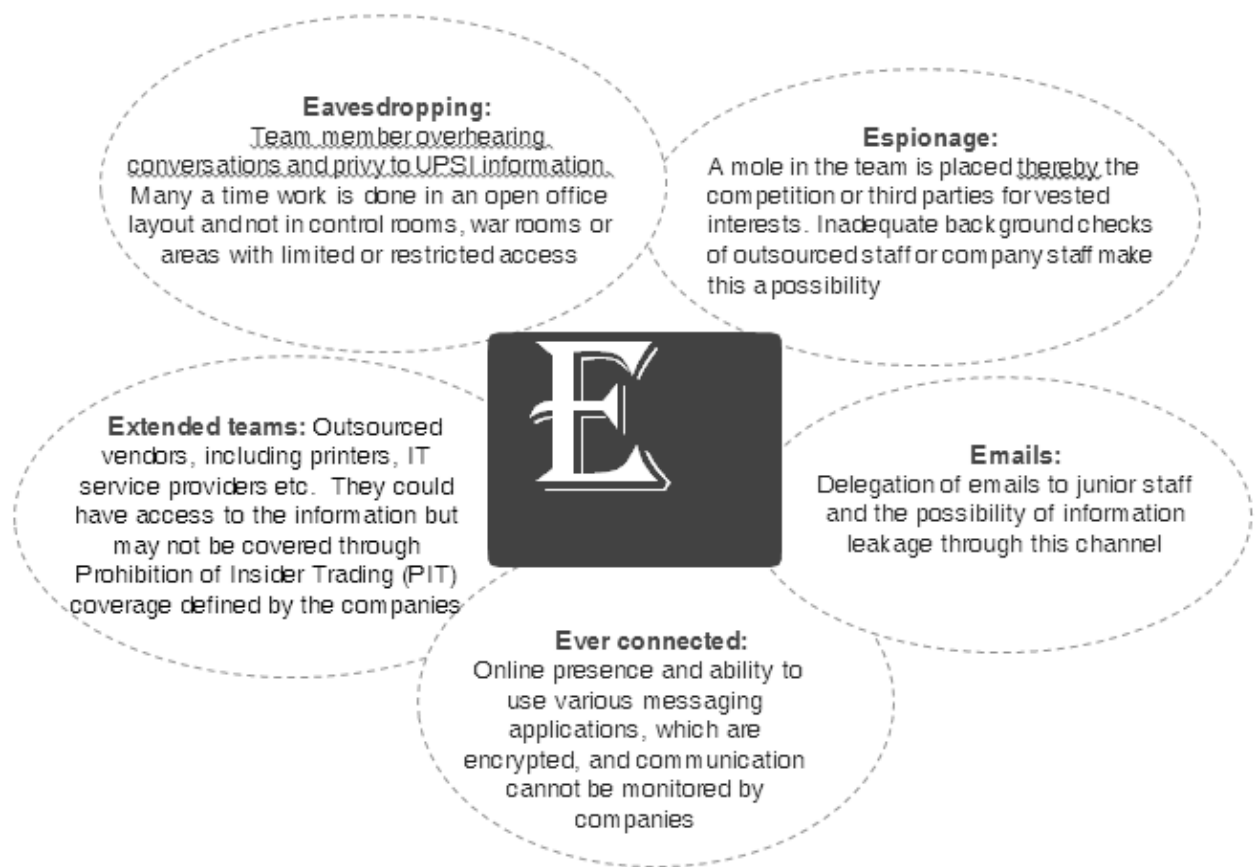 Eavesdropping:
Team member overhearing
conversations and privy to UPSI information.
Many a time work is done in an open office
layout and not in control rooms, war rooms or
areas with limited or restricted access
Espionage:
A mole in the team is placed thereby the
competition or third parties for vested
interests. Inadequate background checks
of outsourced staff or company staff make
this a possibility
E
Extended teams: Outsourced
vendors, including printers, IT
service providers etc. They could
have access to the information but
may not be covered through
Prohibition of Insider Trading (PIT)
coverage defined by the companies
Emails:
Delegation of emails to junior staff
and the possibility of information
leakage through this channel
Ever connected:
Online presence and ability to
use various messaging
applications, which are
encrypted, and communication
cannot be monitored by
companies